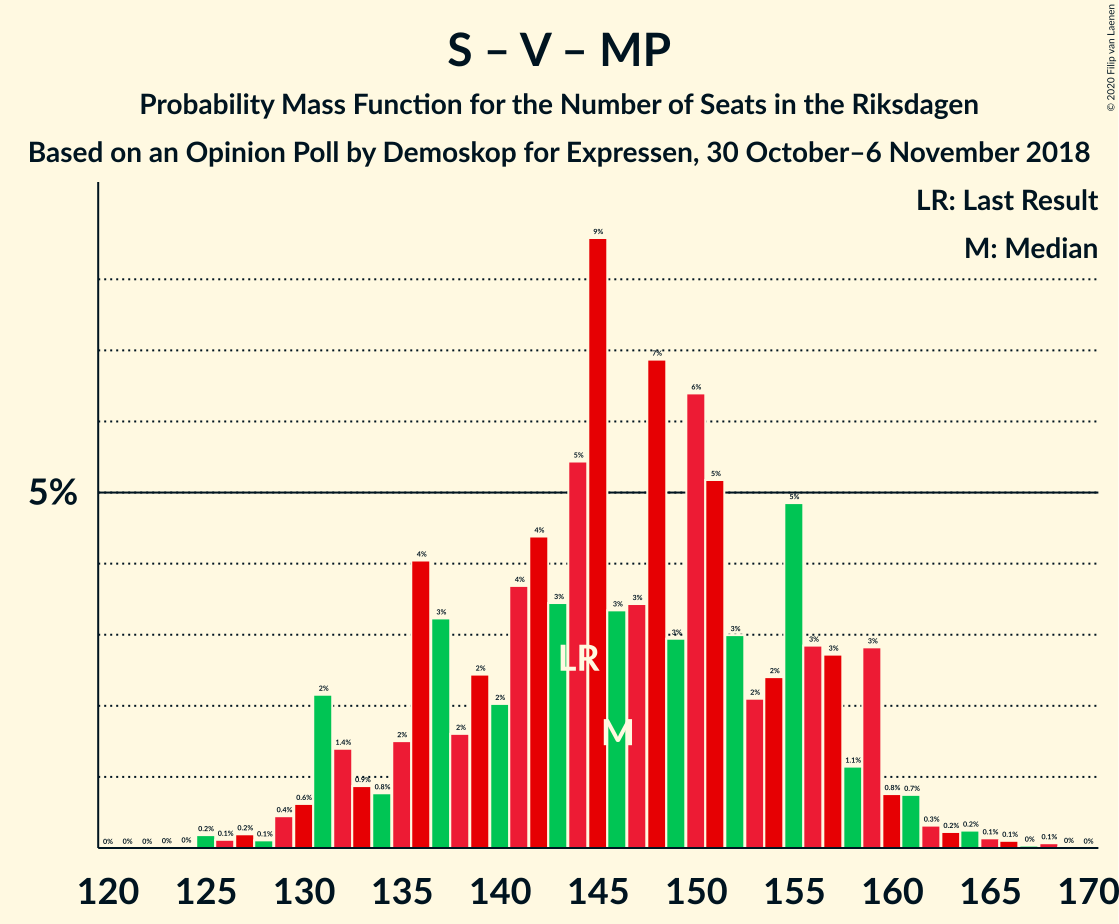 S – V – MP
Probability Mass Function for the Number of Seats in the Riksdagen
Based on an Opinion Poll by Demoskop for Expressen, 30 October–6 November 2018
© 2020 Filip van Laenen
LR: Last Result
M: Median
5%
0% 0% 0% 0% 0% 0.2% 0.1% 0.2% 0.1% 0.4% 0.6% 2% 1.4% 0.9% 0.8% 2% 4% 3% 2% 2% 2% 4% 4% 3% 5% 9% 3% 3% 7% 3% 6% 5% 3% 2% 2% 5% 3% 3% 1.1% 3% 0.8% 0.7% 0.3% 0.2% 0.2% 0.1% 0.1% 0% 0.1% 0% 0%
LR
M
120 125 130 135 140 145 150 155 160 165 170